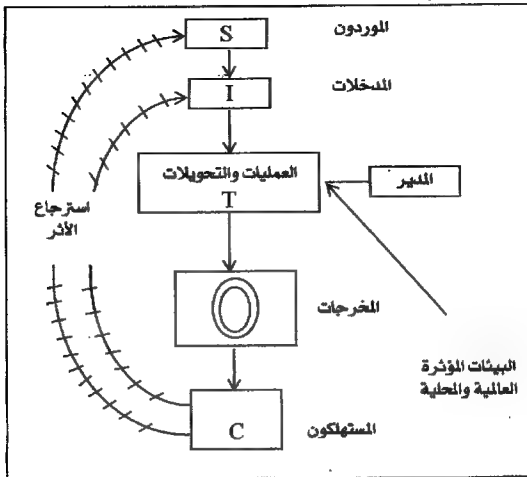 الموردون
S
المدخلات
I
العمليات والتحويلات
T
المدير
استرجاع
الأثر
المخرجات
البيئات المؤثرة
العالمية والمحلية
المستهلكون
C